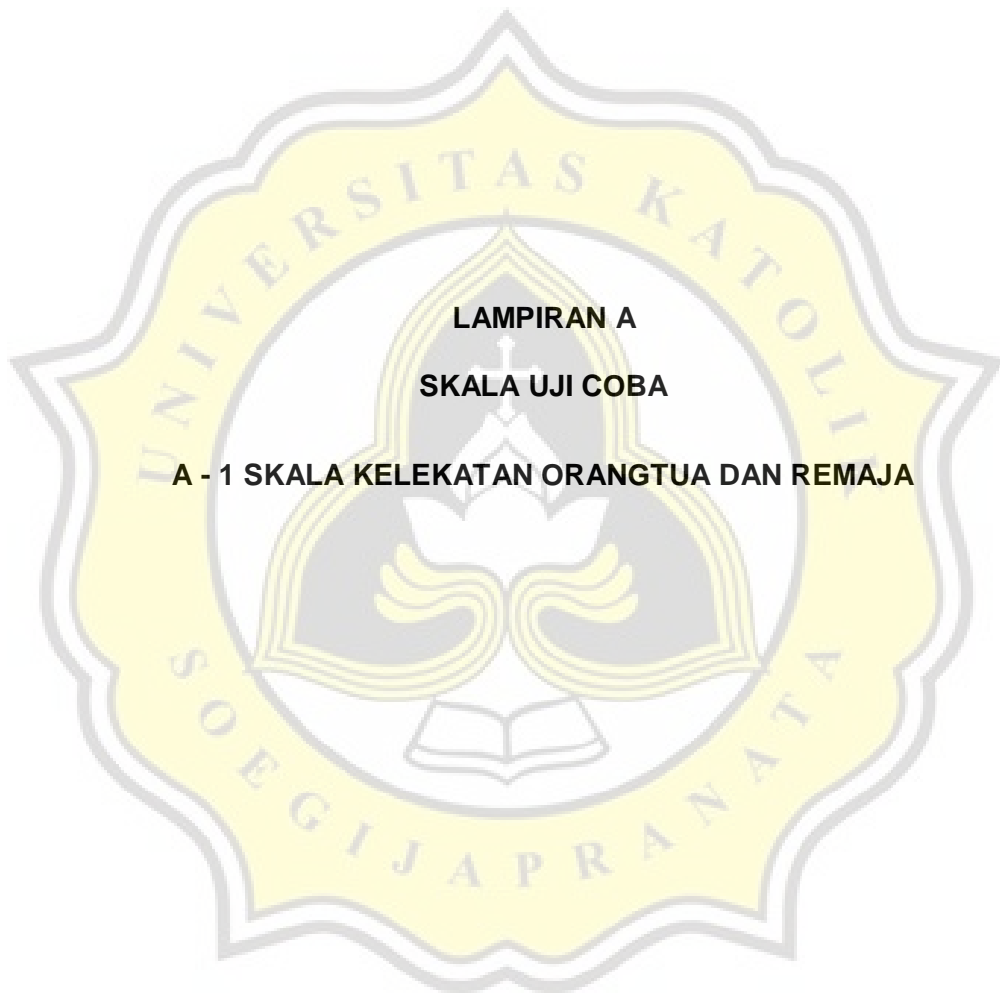 UNIVERSITAS KATOLIK
LAMPIRAN A
SKALA UJI COBA
A - 1 SKALA KELEKATAN ORANGTUA DAN REMAJA
SOEGIJAPRANATA